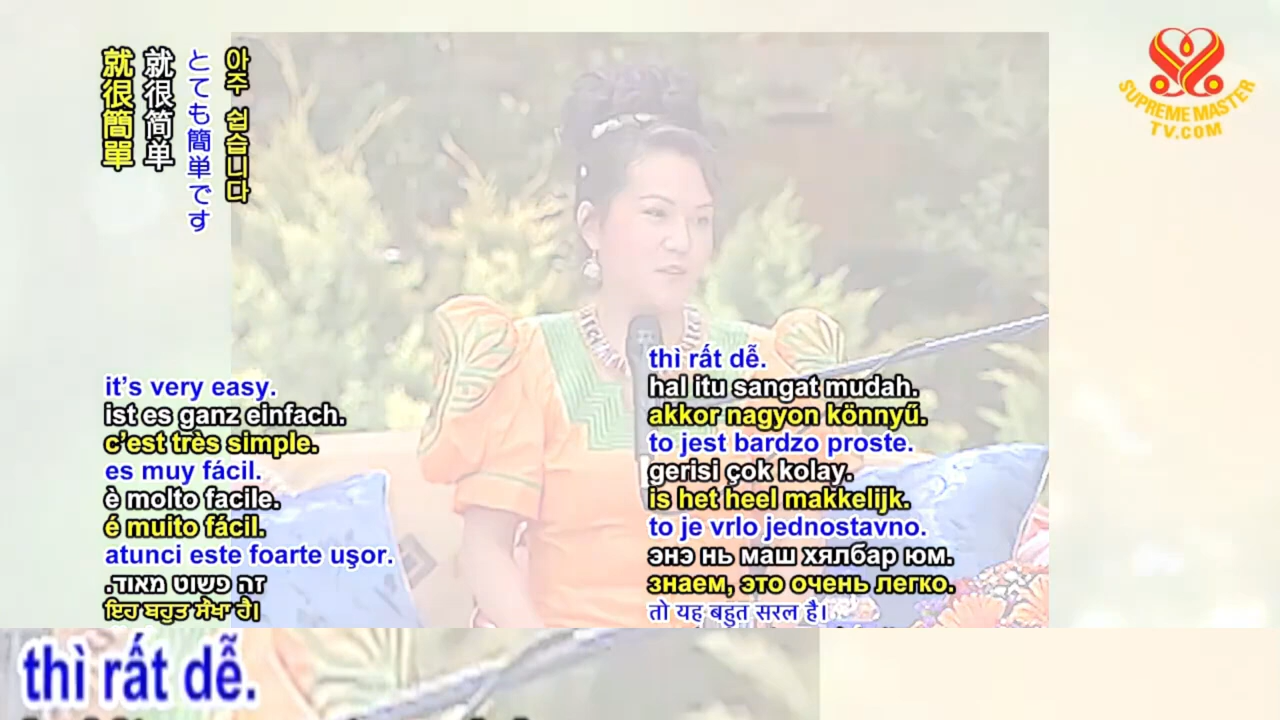 就很簡單
就很简单
とても簡単です
아주 쉽습니다
SUPREME MASTER
TV.COM
it's very easy.
ist es ganz einfach.
c'est très simple.
es muy fácil.
è molto facile.
é muito fácil.
atunci este foarte uşor.
זה פשוט מאוד.
ਇਹ ਬਹੁਤ ਸੌਖਾ ਹੈ।
thì rất dễ.
hal itu sangat mudah.
akkor nagyon könnyű.
to jest bardzo proste.
gerisi çok kolay.
is het heel makkelijk.
to je vrlo jednostavno.
энэ нь маш хялбар юм.
знаем, это очень легко.
तो यह बहुत सरल है।
thì rất dễ.